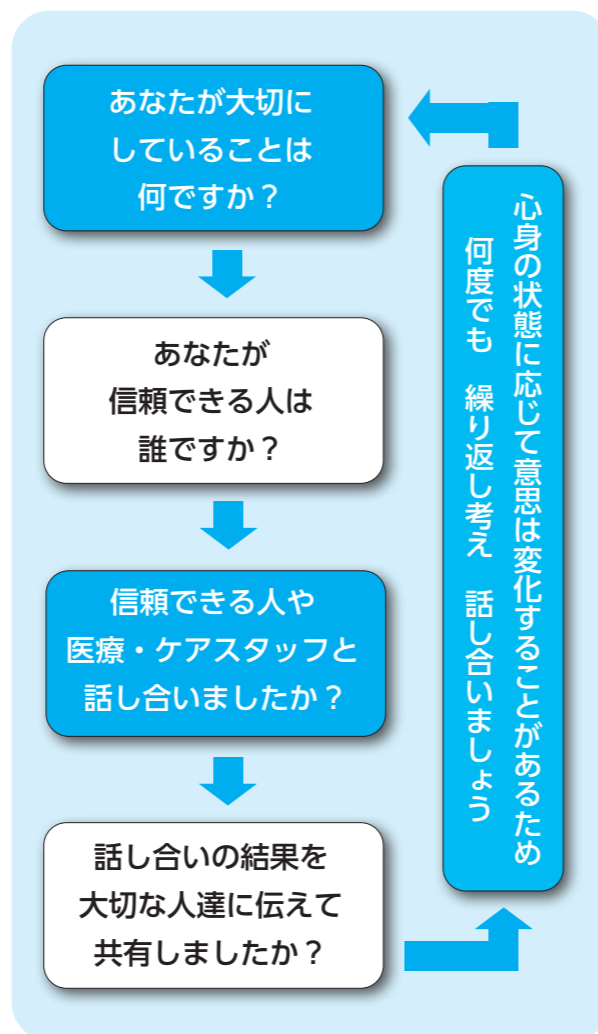 あなたが大切に
していることは
何ですか？
あなたが
信頼できる人は
誰ですか？
信頼できる人や
医療・ケアスタッフと
話し合いましたか？
話し合いの結果を
大切な人達に伝えて
共有しましたか？
心身の状態に応じて意思は変化することがあるため
何度でも　繰り返し考え　話し合いましょう